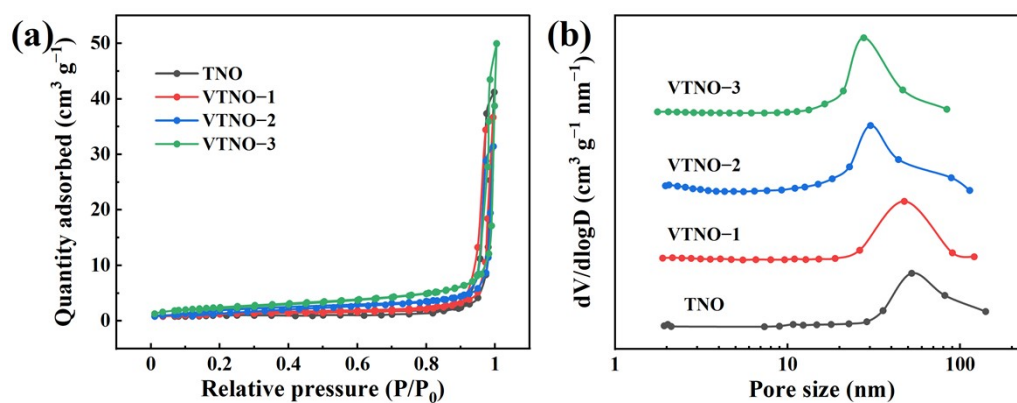 (a)
Quantity adsorbed (cm³ g⁻¹)
50
40
30
20
10
0
TNO
VTNO−1
VTNO−2
VTNO−3
0 0.2 0.4 0.6 0.8 1
Relative pressure (P/P₀)
(b)
dV/dlogD (cm³ g⁻¹ nm⁻¹)
VTNO−3
VTNO−2
VTNO−1
TNO
1 10 100
Pore size (nm)